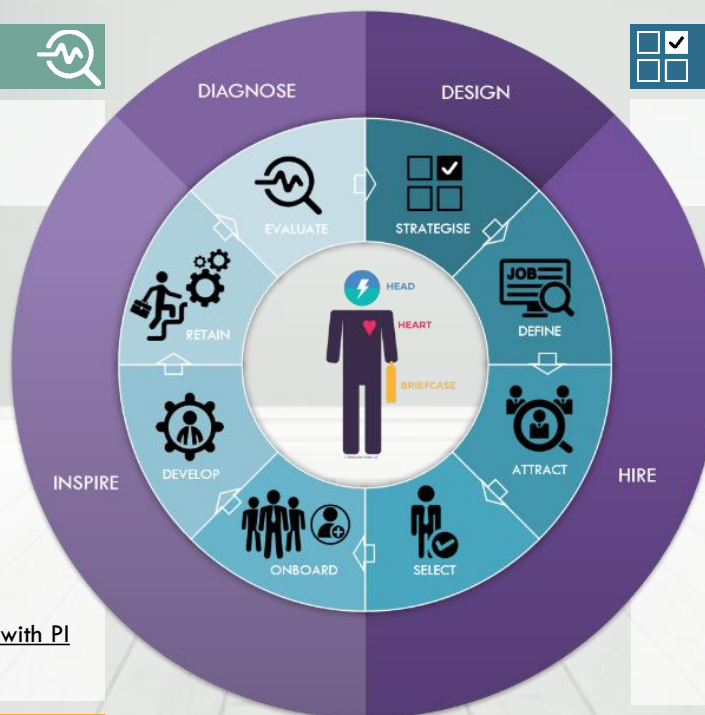 DIAGNOSE
DESIGN
EVALUATE
STRATEGISE
JOB
HEAD
RETAIN
HEART
DEFINE
BRIEFCASE
DEVELOP
ATTRACT
INSPIRE
HIRE
ONBOARD
SELECT
with PI